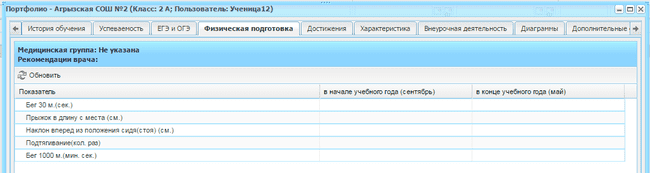 Портфолио - Агрызская СОШ №2 (Класс: 2 А; Пользователь: Ученица12)
История обучения Успеваемость ЕГЭ и ОГЭ Физическая подготовка Достижения Характеристика Внеурочная деятельность Диаграммы Дополнительные
Медицинская группа: Не указана
Рекомендации врача:
Обновить
Показатель в начале учебного года (сентябрь) в конце учебного года (май)
Бег 30 м.(сек.)
Прыжок в длину с места (см.)
Наклон вперед из положения сидя(стоя) (см.)
Подтягивание(кол. раз)
Бег 1000 м.(мин. сек.)